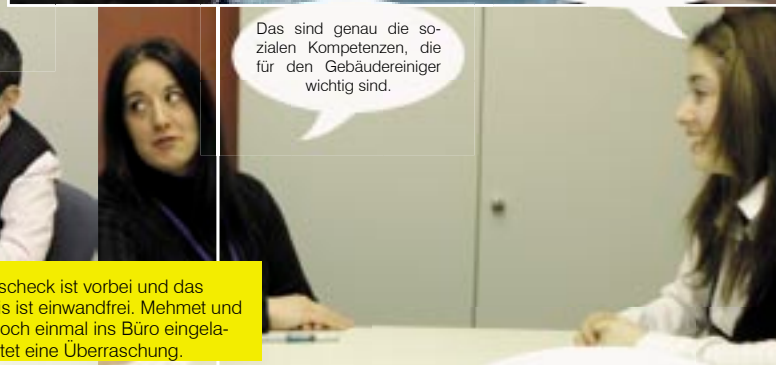 Das sind genau die so-
zialen Kompetenzen, die
für den Gebäudereiniger
wichtig sind.
scheck ist vorbei und das
is ist einwandfrei. Mehmet und
och einmal ins Büro eingela-
tet eine Überraschung.